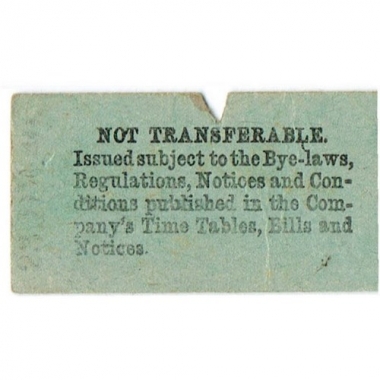 NOT TRANSFERABLE.
Issued subject to the Bye-laws,
Regulations, Notices and Con-
ditions published in the Com-
pany's Time Tables, Bills and
Notices.